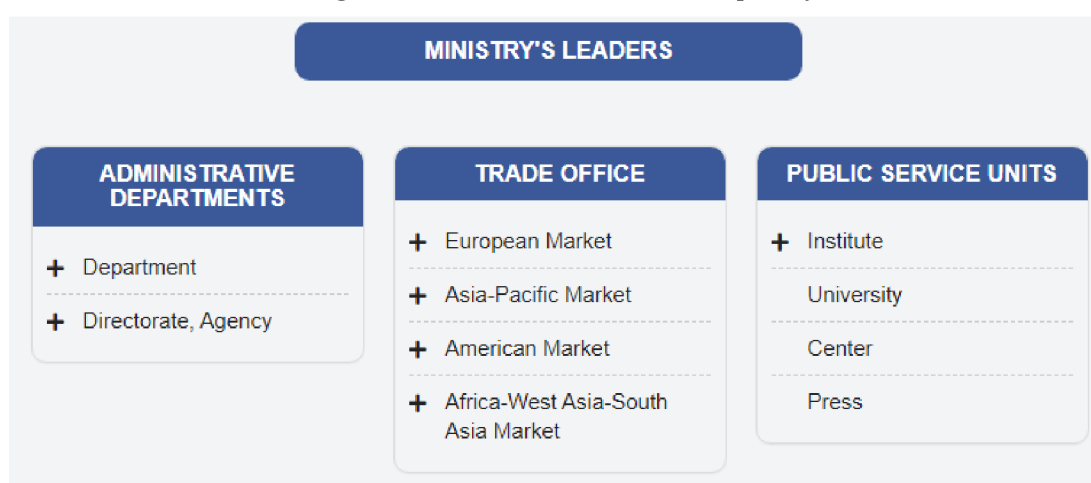 MINISTRY'S LEADERS
ADMINISTRATIVE
DEPARTMENTS
+ Department
+ Directorate, Agency
TRADE OFFICE
+ European Market
+ Asia-Pacific Market
+ American Market
+ Africa-West Asia-South
Asia Market
PUBLIC SERVICE UNITS
+ Institute
University
Center
Press